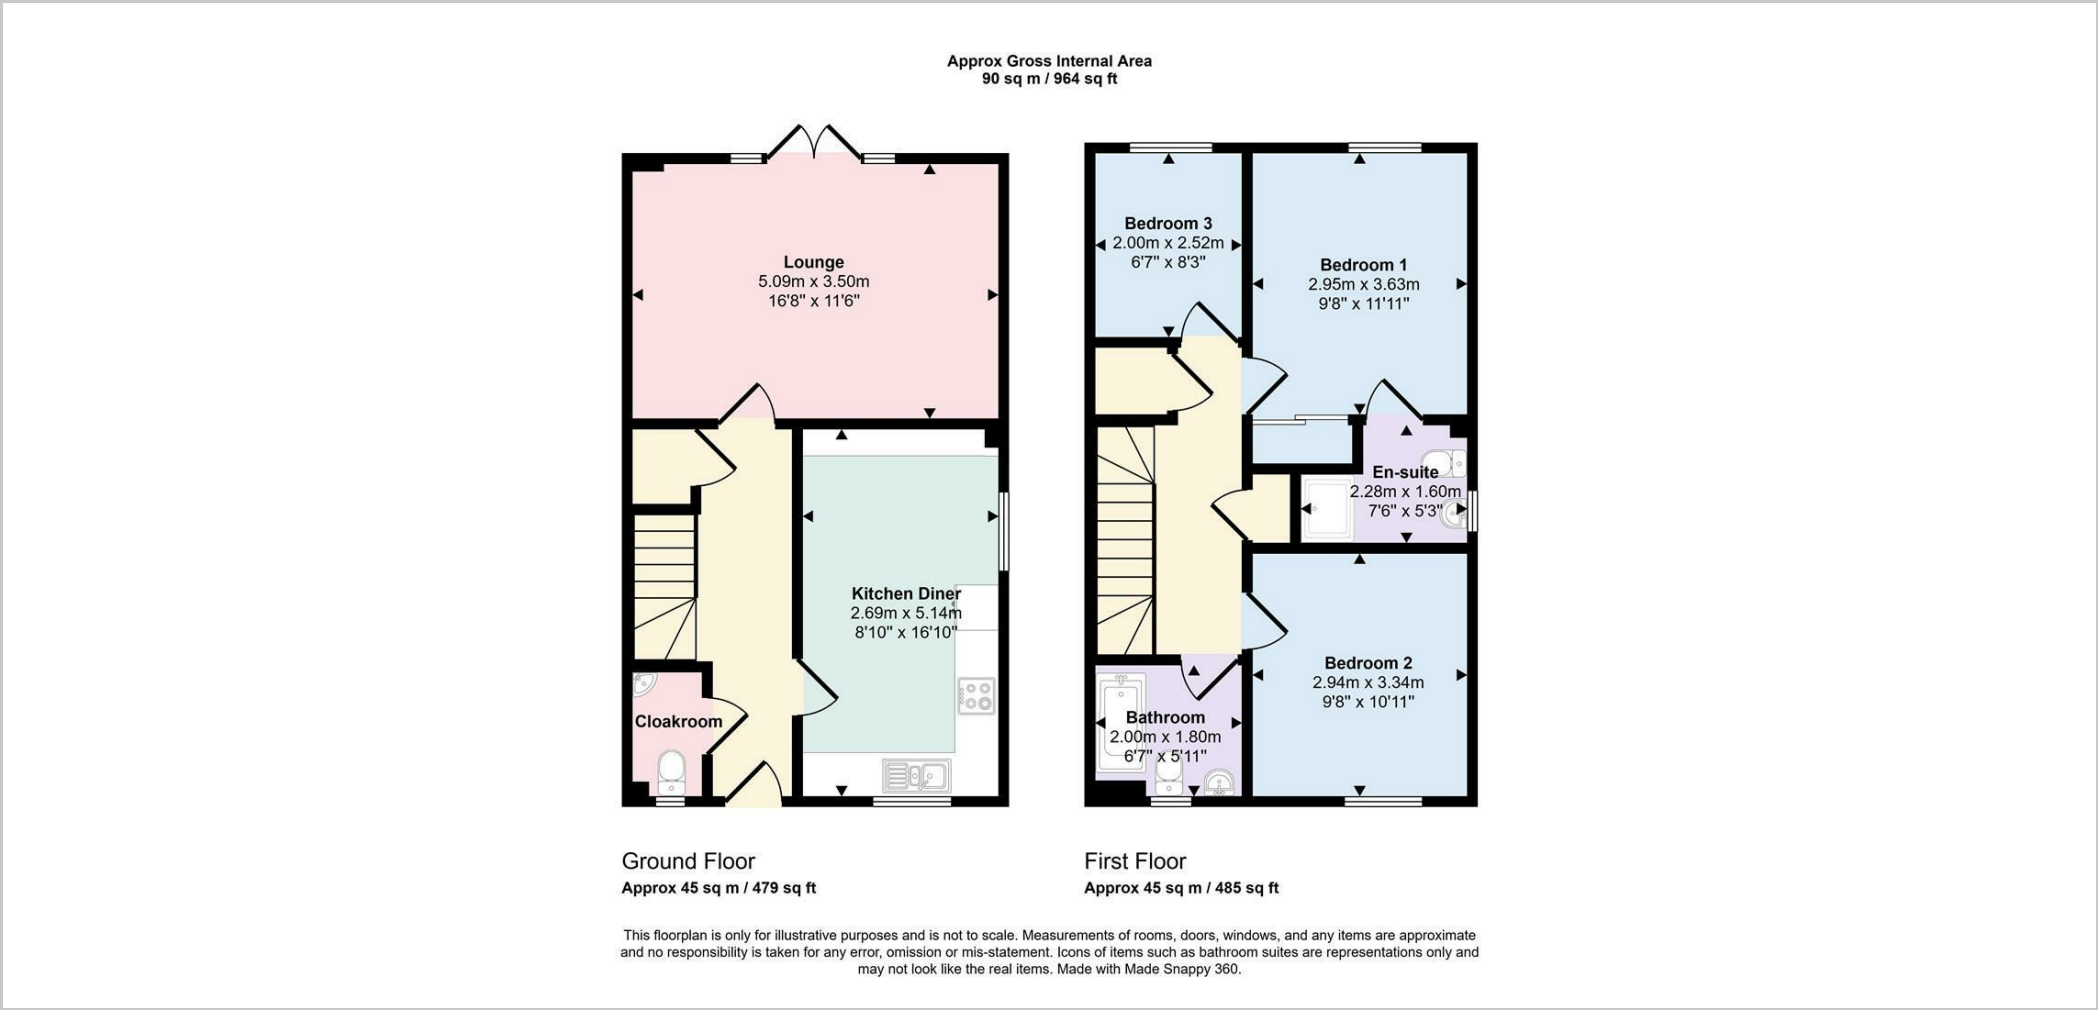 Approx Gross Internal Area
90 sq m / 964 sq ft
Lounge
5.09m x 3.50m
16'8" x 11'6"
Kitchen Diner
2.69m x 5.14m
8'10" x 16'10"
Cloakroom
Bedroom 3
2.00m x 2.52m
6'7" x 8'3"
Bedroom 1
2.95m x 3.63m
9'8" x 11'11"
En-suite
2.28m x 1.60m
7'6" x 5'3"
Bedroom 2
2.94m x 3.34m
9'8" x 10'11"
Bathroom
2.00m x 1.80m
6'7" x 5'11"
Ground Floor
Approx 45 sq m / 479 sq ft
First Floor
Approx 45 sq m / 485 sq ft
This floorplan is only for illustrative purposes and is not to scale. Measurements of rooms, doors, windows, and any items are approximate
and no responsibility is taken for any error, omission or mis-statement. Icons of items such as bathroom suites are representations only and
may not look like the real items. Made with Made Snappy 360.